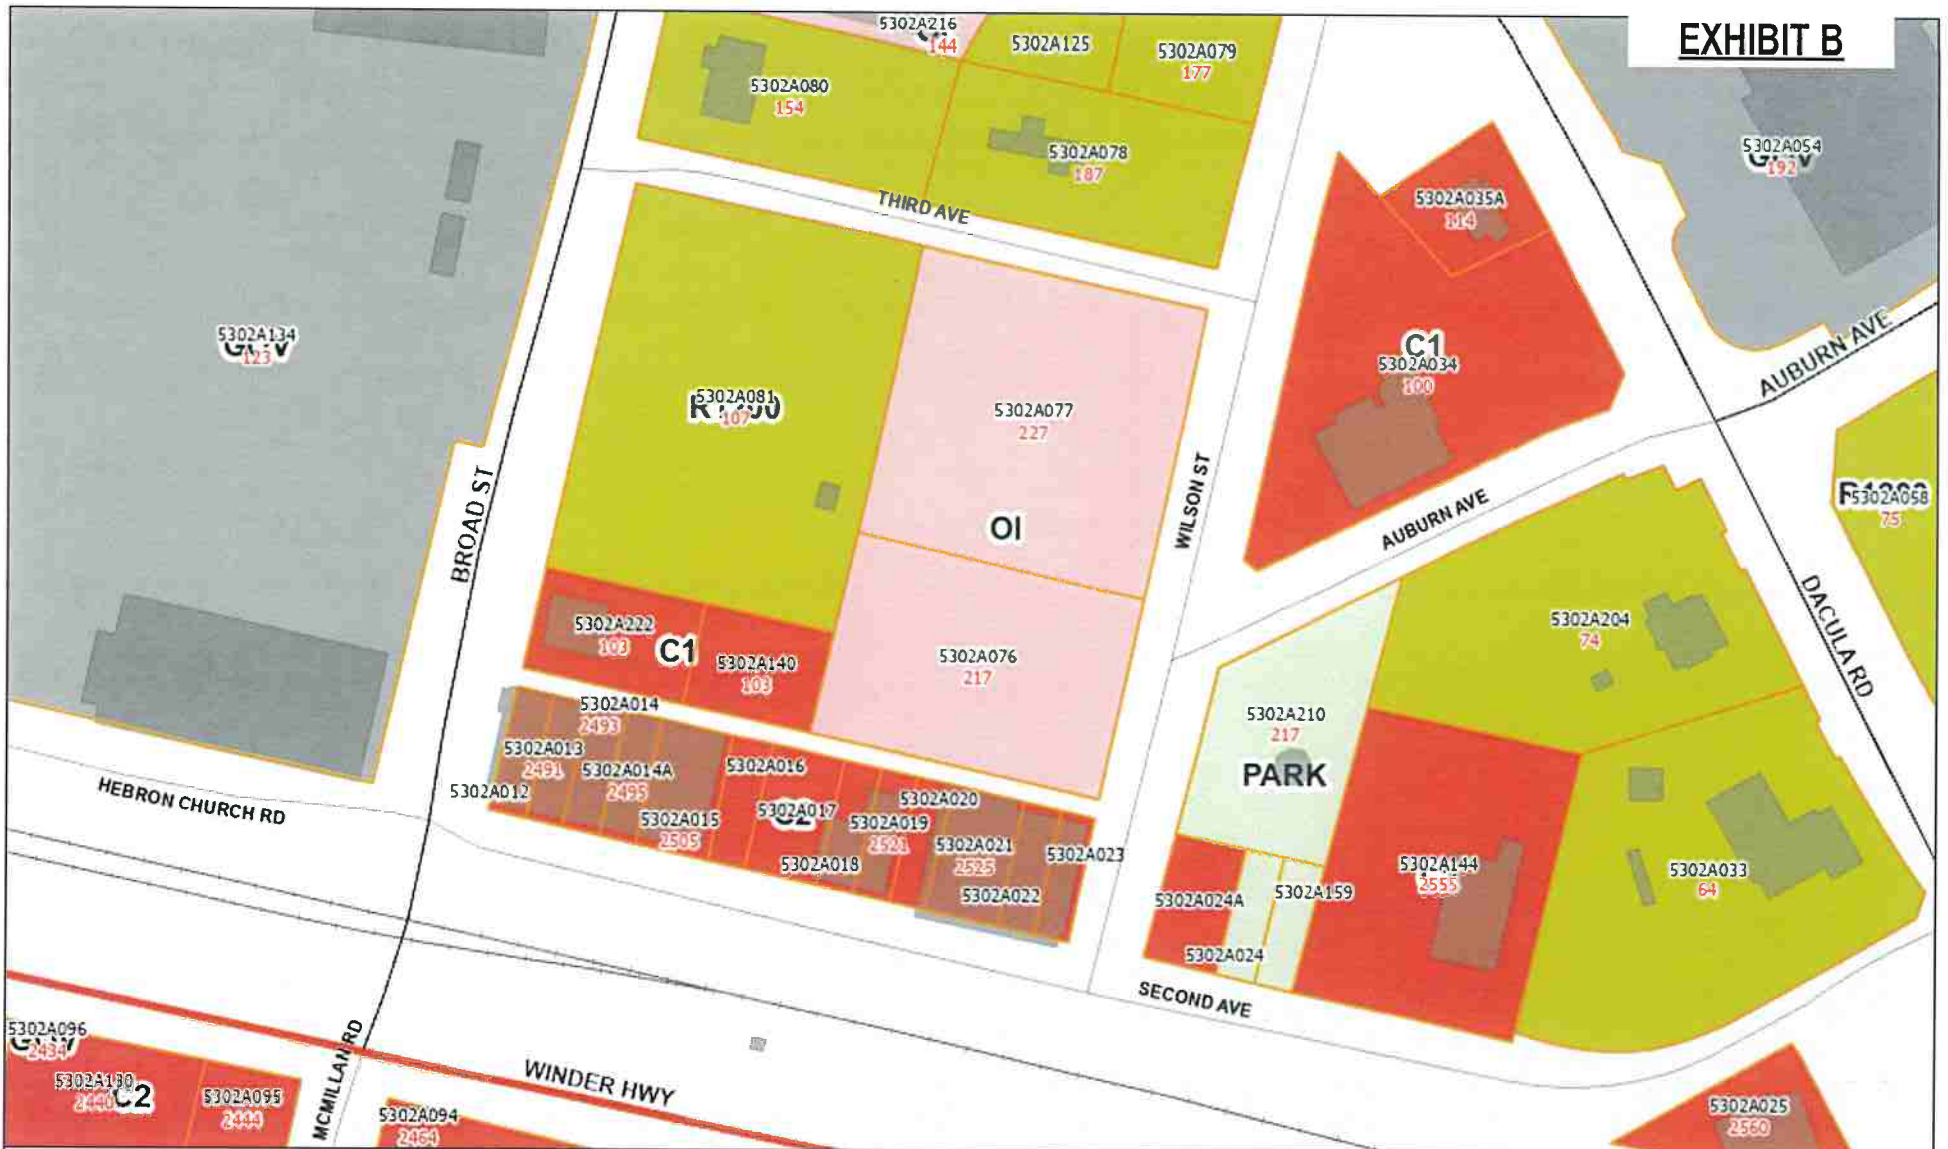 EXHIBIT B
5302A216
144
5302A125
5302A079
177
5302A080
154
5302A078
187
5302A054
192
THIRD AVE
5302A035A
114
5302A134
123
C1
5302A034
100
AUBURN AVE
5302A081
107
5302A077
227
OI
BROAD ST
WILSON ST
AUBURN AVE
5302A058
75
DACULA RD
5302A222
103
C1
5302A140
103
5302A076
217
5302A204
74
5302A014
2493
5302A013
2491
5302A014A
2495
5302A012
5302A015
2505
5302A016
5302A017
5302A018
5302A019
2521
5302A020
5302A021
2525
5302A022
5302A023
5302A210
217
PARK
HEBRON CHURCH RD
5302A024A
5302A159
5302A024
5302A144
2555
5302A033
64
SECOND AVE
5302A096
2434
5302A130
2440
C2
5302A095
2444
MCMILLAN RD
WINDER HWY
5302A094
2464
5302A025
2560